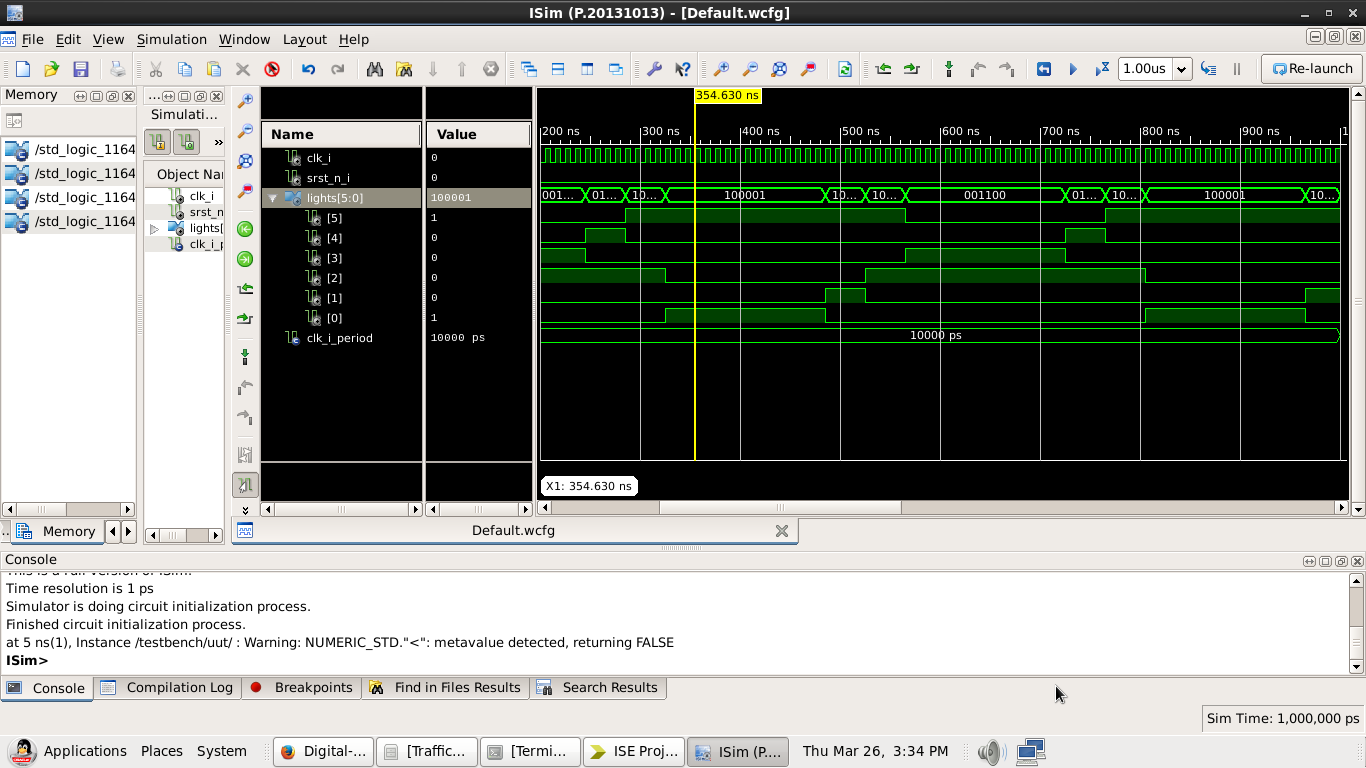 ISim (P.20131013) - [Default.wcfg]
File Edit View Simulation Window Layout Help
1.00us Re-launch
Memory
/std_logic_1164
/std_logic_1164
/std_logic_1164
/std_logic_1164
Memory
... 
Simulati...
»
Object Nar
clk_i
srst_n
lights[
clk_i_p
Name Value
clk_i 0
srst_n_i 0
lights[5:0] 100001
[5] 1
[4] 0
[3] 0
[2] 0
[1] 0
[0] 1
clk_i_period 10000 ps
354.630 ns
200 ns 300 ns 400 ns 500 ns 600 ns 700 ns 800 ns 900 ns 1
001... 01... 10... 100001 10... 10... 001100 01... 10... 100001 10...
10000 ps
X1: 354.630 ns
Default.wcfg
Console
This is a Full version of ISim.
Time resolution is 1 ps
Simulator is doing circuit initialization process.
Finished circuit initialization process.
at 5 ns(1), Instance /testbench/uut/ : Warning: NUMERIC_STD."<": metavalue detected, returning FALSE
ISim>
Console Compilation Log Breakpoints Find in Files Results Search Results
Sim Time: 1,000,000 ps
Applications Places System Digital-... [Traffic... [Termi... ISE Proj... ISim (P.... Thu Mar 26, 3:34 PM